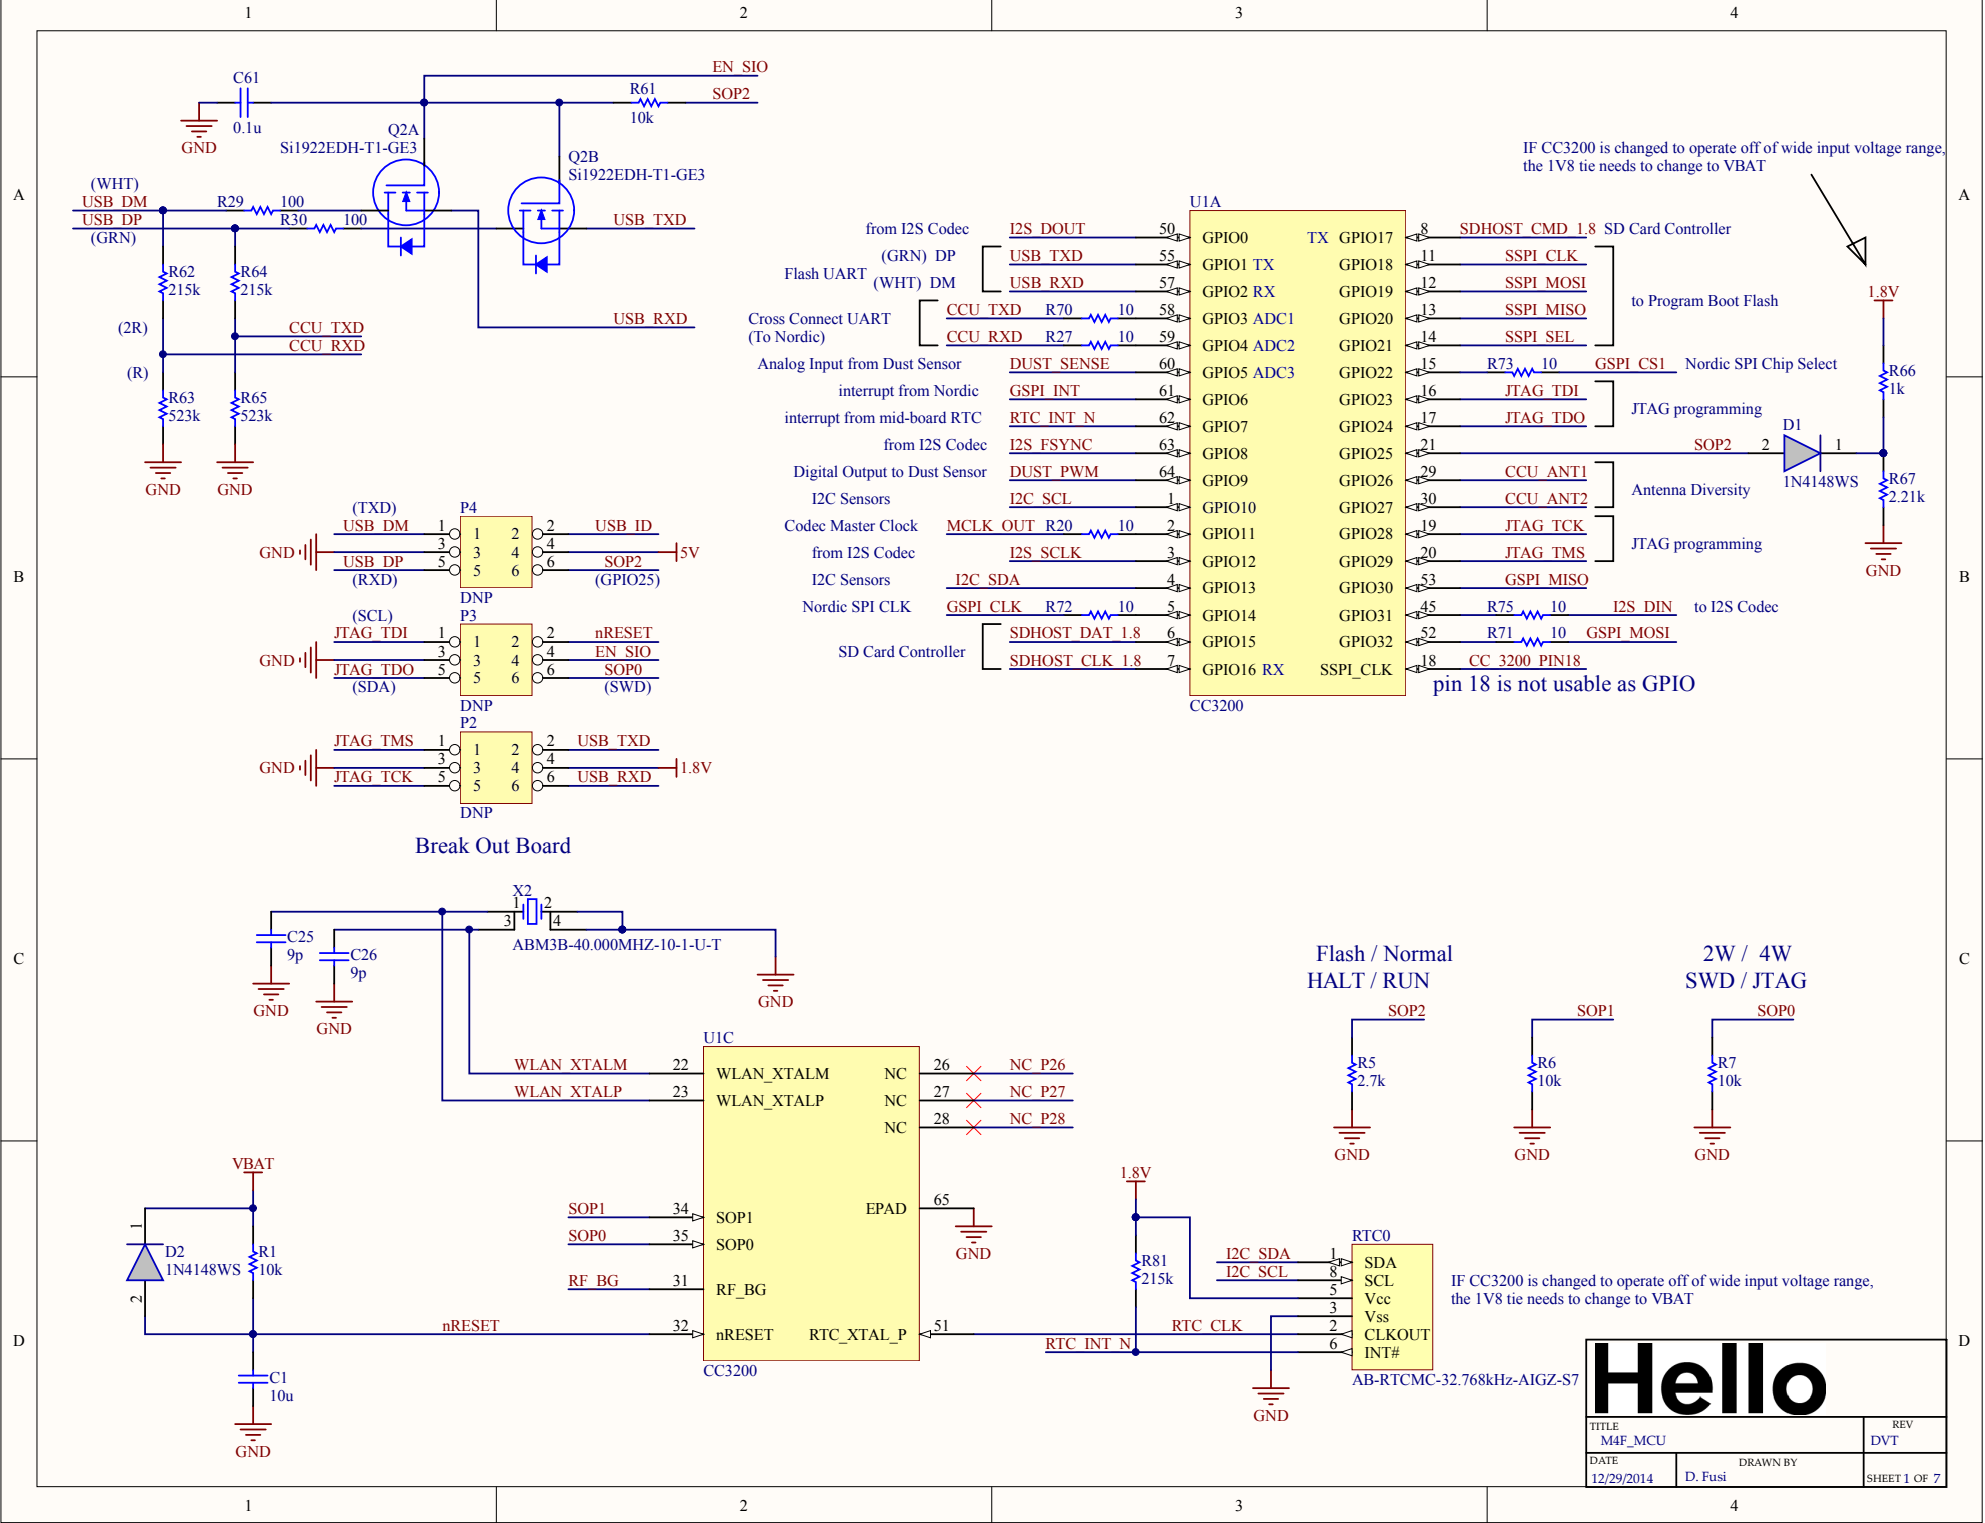 1 2 3 4
A A
B B
C C
D D
1 2 3 4
EN_SIO
C61
0.1u
GND
R61
10k
SOP2
Q2A
Si1922EDH-T1-GE3
Q2B
Si1922EDH-T1-GE3
(WHT)
USB_DM
USB_DP
(GRN)
R29 100
R30 100
USB_TXD
R62
215k
R64
215k
(2R)
CCU_TXD
CCU_RXD
USB_RXD
(R)
R63
523k
R65
523k
GND GND
P4
(TXD)
USB_DM 1 1 2 2 USB_ID
GND 3 3 4 4 5V
USB_DP 5 5 6 6 SOP2
(RXD) (GPIO25)
DNP
P3
(SCL)
JTAG_TDI 1 1 2 2 nRESET
GND 3 3 4 4 EN_SIO
JTAG_TDO 5 5 6 6 SOP0
(SDA) (SWD)
DNP
P2
JTAG_TMS 1 1 2 2 USB_TXD
GND 3 3 4 4 1.8V
JTAG_TCK 5 5 6 6 USB_RXD
DNP
Break Out Board
IF CC3200 is changed to operate off of wide input voltage range,
the 1V8 tie needs to change to VBAT
U1A
from I2S Codec I2S_DOUT 50 GPIO0 TX GPIO17 8 SDHOST_CMD_1.8 SD Card Controller
(GRN) DP USB_TXD 55 GPIO1 TX GPIO18 11 SSPI_CLK
Flash UART
(WHT) DM USB_RXD 57 GPIO2 RX GPIO19 12 SSPI_MOSI
to Program Boot Flash
Cross Connect UART
(To Nordic)
CCU_TXD R70 10 58 GPIO3 ADC1 GPIO20 13 SSPI_MISO
CCU_RXD R27 10 59 GPIO4 ADC2 GPIO21 14 SSPI_SEL
Analog Input from Dust Sensor DUST_SENSE 60 GPIO5 ADC3 GPIO22 15 R73 10 GSPI_CS1 Nordic SPI Chip Select
interrupt from Nordic GSPI_INT 61 GPIO6 GPIO23 16 JTAG_TDI
JTAG programming
interrupt from mid-board RTC RTC_INT_N 62 GPIO7 GPIO24 17 JTAG_TDO
from I2S Codec I2S_FSYNC 63 GPIO8 GPIO25 21 SOP2
Digital Output to Dust Sensor DUST_PWM 64 GPIO9 GPIO26 29 CCU_ANT1
Antenna Diversity
I2C Sensors I2C_SCL 1 GPIO10 GPIO27 30 CCU_ANT2
Codec Master Clock MCLK_OUT R20 10 2 GPIO11 GPIO28 19 JTAG_TCK
JTAG programming
from I2S Codec I2S_SCLK 3 GPIO12 GPIO29 20 JTAG_TMS
I2C Sensors I2C_SDA 4 GPIO13 GPIO30 53 GSPI_MISO
Nordic SPI CLK GSPI_CLK R72 10 5 GPIO14 GPIO31 45 R75 10 I2S_DIN to I2S Codec
SDHOST_DAT_1.8 6 GPIO15 GPIO32 52 R71 10 GSPI_MOSI
SD Card Controller
SDHOST_CLK_1.8 7 GPIO16 RX SSPI_CLK 18 CC_3200_PIN18
pin 18 is not usable as GPIO
CC3200
1.8V
R66
1k
D1
2 1
1N4148WS
R67
2.21k
GND
X2
1 2
3 4
ABM3B-40.000MHZ-10-1-U-T
C25
9p
GND
C26
9p
GND
GND
U1C
WLAN_XTALM 22 WLAN_XTALM NC 26 NC_P26
WLAN_XTALP 23 WLAN_XTALP NC 27 NC_P27
NC 28 NC_P28
EPAD 65
GND
SOP1 34 SOP1
SOP0 35 SOP0
RF_BG 31 RF_BG
nRESET 32 nRESET RTC_XTAL_P 51 RTC_CLK
CC3200
VBAT
1
D2
1N4148WS
2
R1
10k
C1
10u
GND
Flash / Normal
HALT / RUN
2W / 4W
SWD / JTAG
SOP2
R5
2.7k
GND
SOP1
R6
10k
GND
SOP0
R7
10k
GND
1.8V
R81
215k
RTC_INT_N
RTC0
I2C_SDA 1 SDA
I2C_SCL 8 SCL
5 Vcc
3 Vss
2 CLKOUT
6 INT#
AB-RTCMC-32.768kHz-AIGZ-S7
GND
IF CC3200 is changed to operate off of wide input voltage range,
the 1V8 tie needs to change to VBAT
Hello
TITLE
M4F_MCU
REV
DVT
DATE
12/29/2014
DRAWN BY
D. Fusi
SHEET 1 OF 7